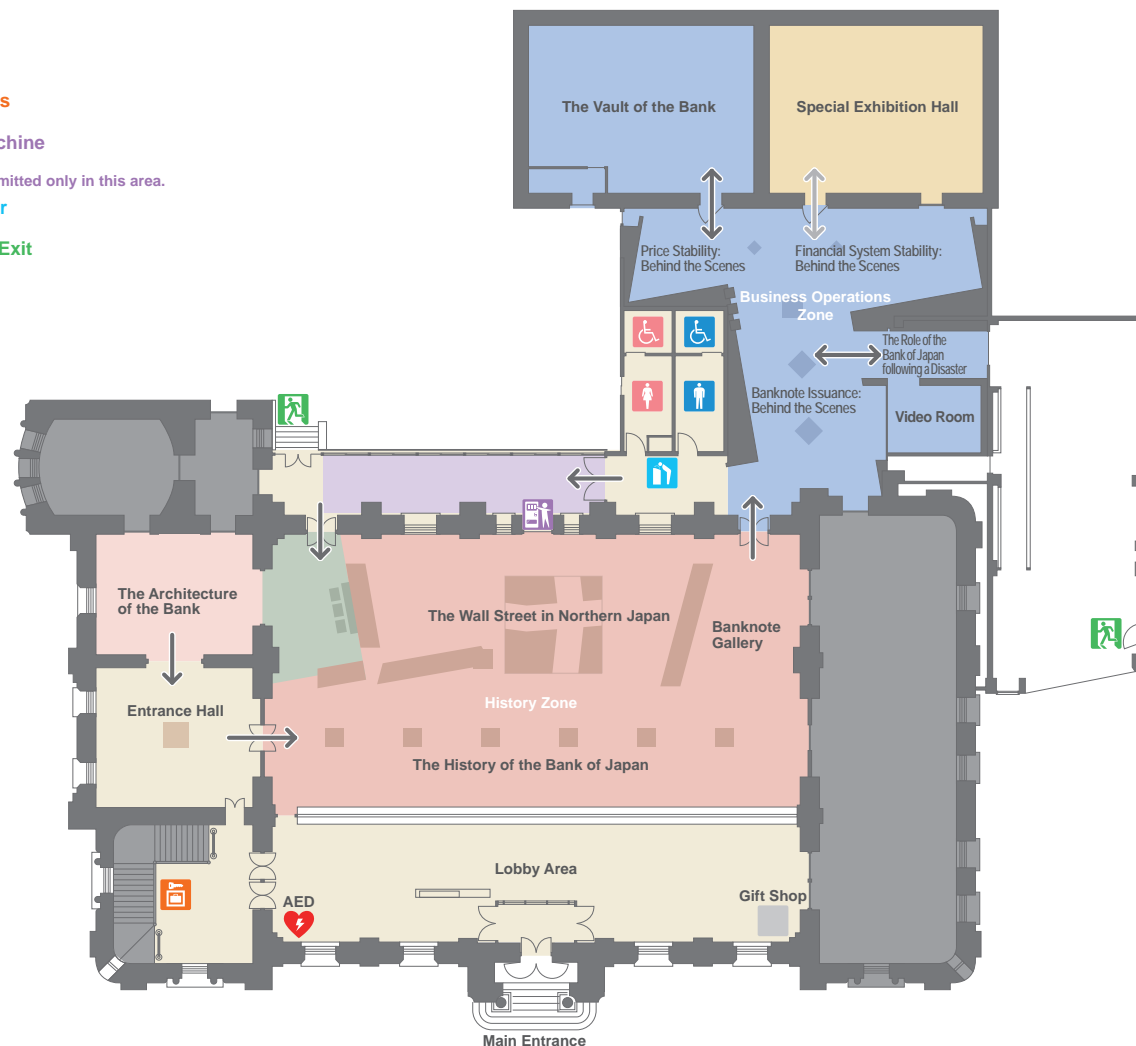 s
chine
mitted only in this area.
r
Exit
The Vault of the Bank
Special Exhibition Hall
Price Stability:
Behind the Scenes
Financial System Stability:
Behind the Scenes
Business Operations
Zone
The Role of the
Bank of Japan
following a Disaster
Banknote Issuance:
Behind the Scenes
Video Room
The Architecture
of the Bank
The Wall Street in Northern Japan
Banknote
Gallery
Entrance Hall
History Zone
The History of the Bank of Japan
Lobby Area
AED
Gift Shop
Main Entrance